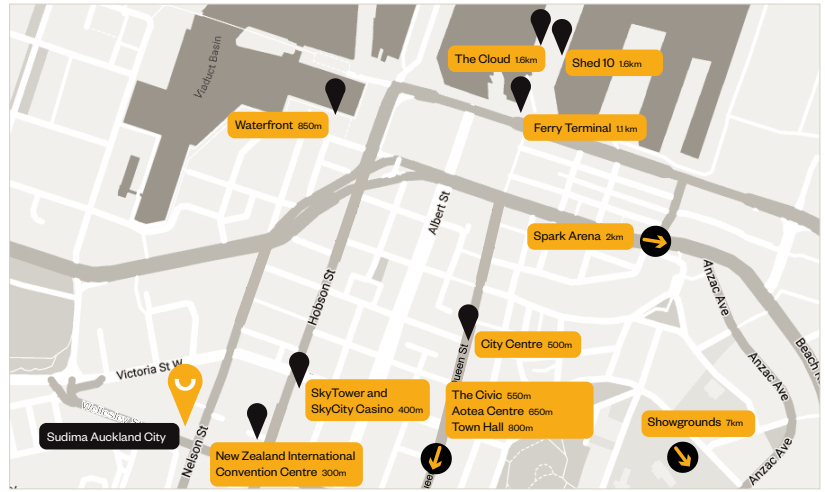 Viaduct Basin
The Cloud 1.6km
Shed 10 1.6km
Waterfront 850m
Ferry Terminal 1.1 km
Albert St
Spark Arena 2km
Anzac Ave
Hobson St
City Centre 500m
Queen St
Beach
Victoria St W
Anzac Ave
SkyTower and
SkyCity Casino 400m
The Civic 550m
Aotea Centre 650m
Town Hall 800m
Showgrounds 7km
Sudima Auckland City
Nelson St
New Zealand International
Convention Centre 300m
Anzac Ave